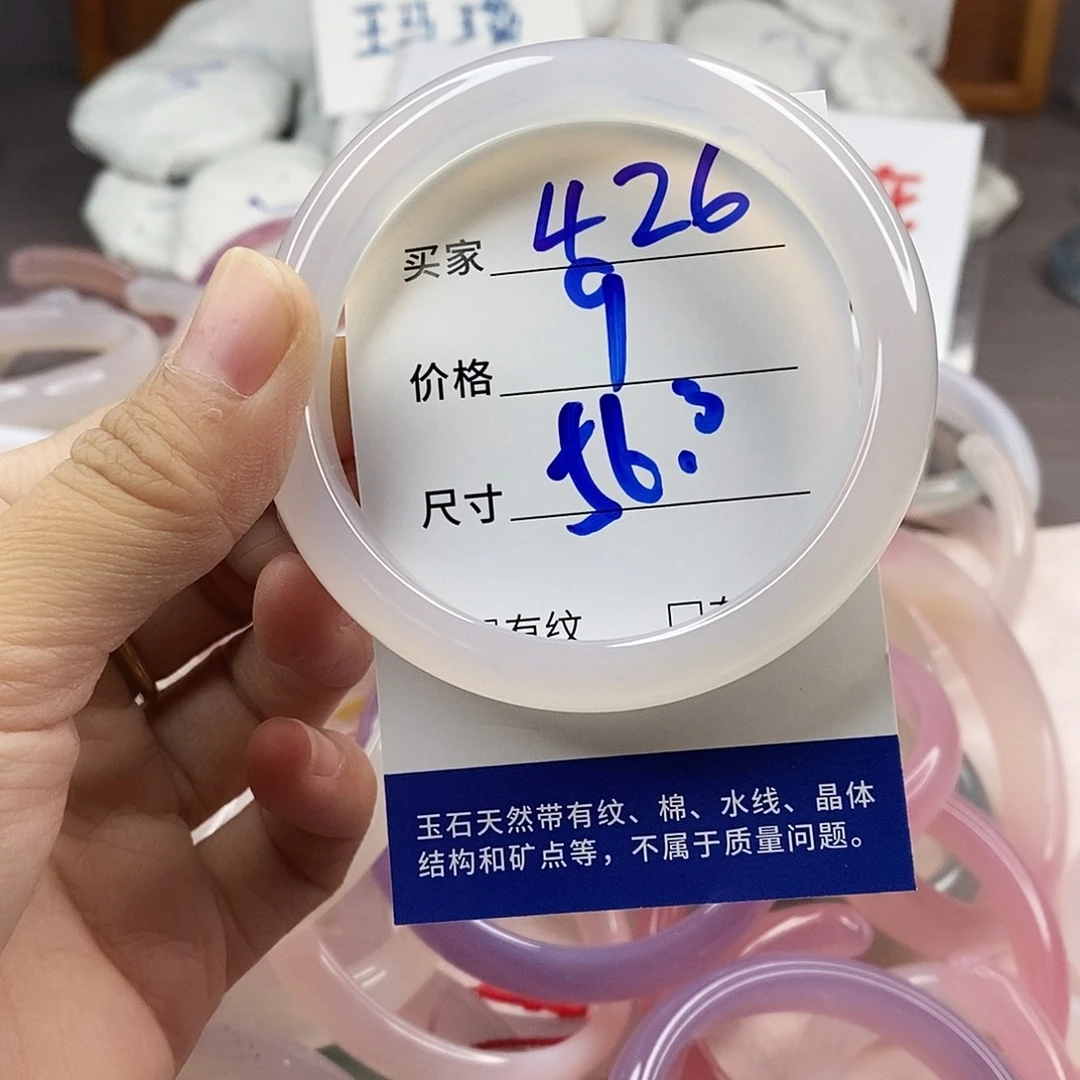 玉玛瑙
买家 426
价格 9
尺寸 56.3
有纹 □有
玉石天然带有纹、棉、水线、晶体
结构和矿点等，不属于质量问题。